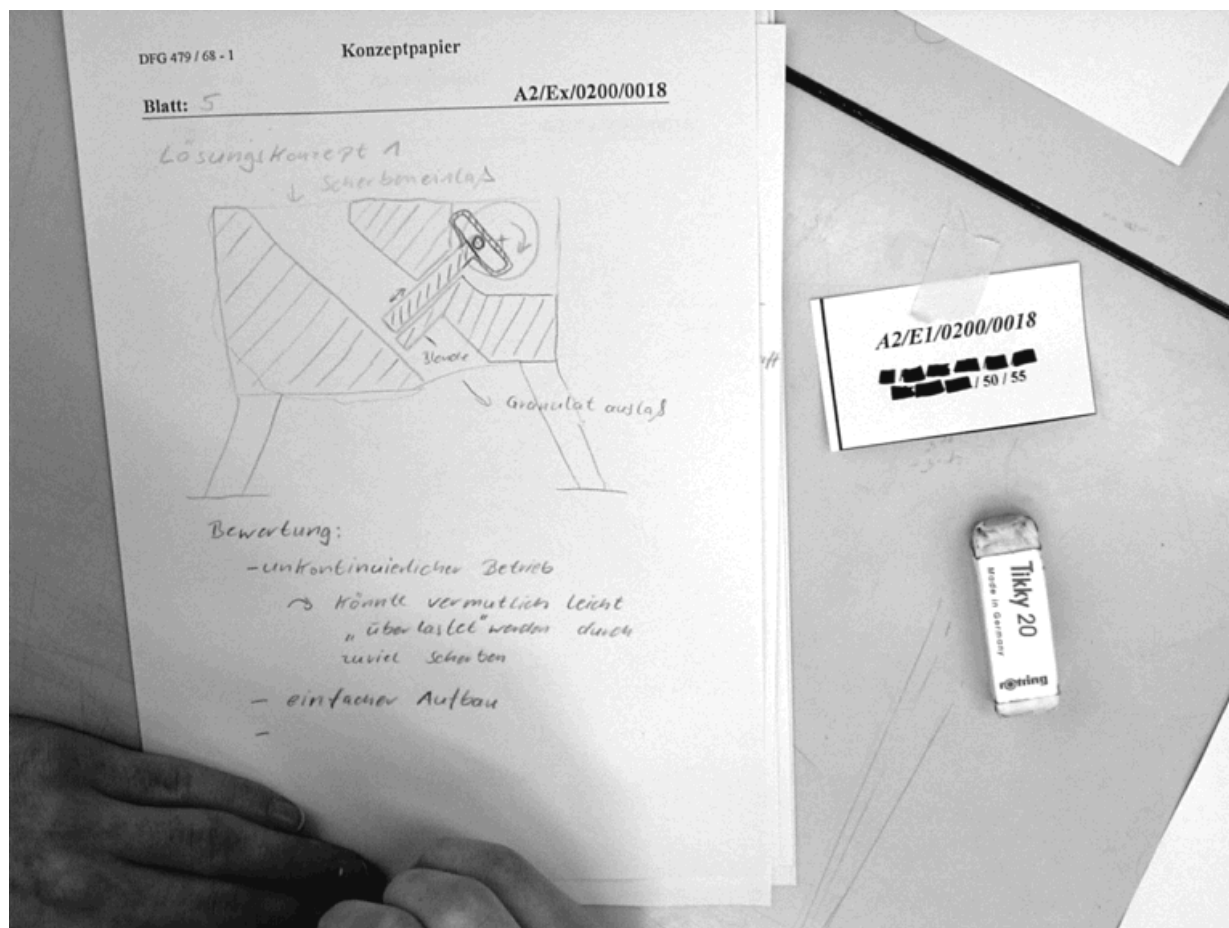 DFG 479 / 68 - 1
Konzeptpapier
Blatt: 5
A2/Ex/0200/0018
Lösungskonzept 1
Scherbeneinlaß
Blende
Granulat auslaß
Bewertung:
- unkontinuierlicher Betrieb
↝ könnte vermutlich leicht
„überlastet" werden durch
zuviel Scherben
- einfacher Aufbau
-
A2/E1/0200/0018
/ 50 / 55
Tikky 20
Made in Germany
rotring